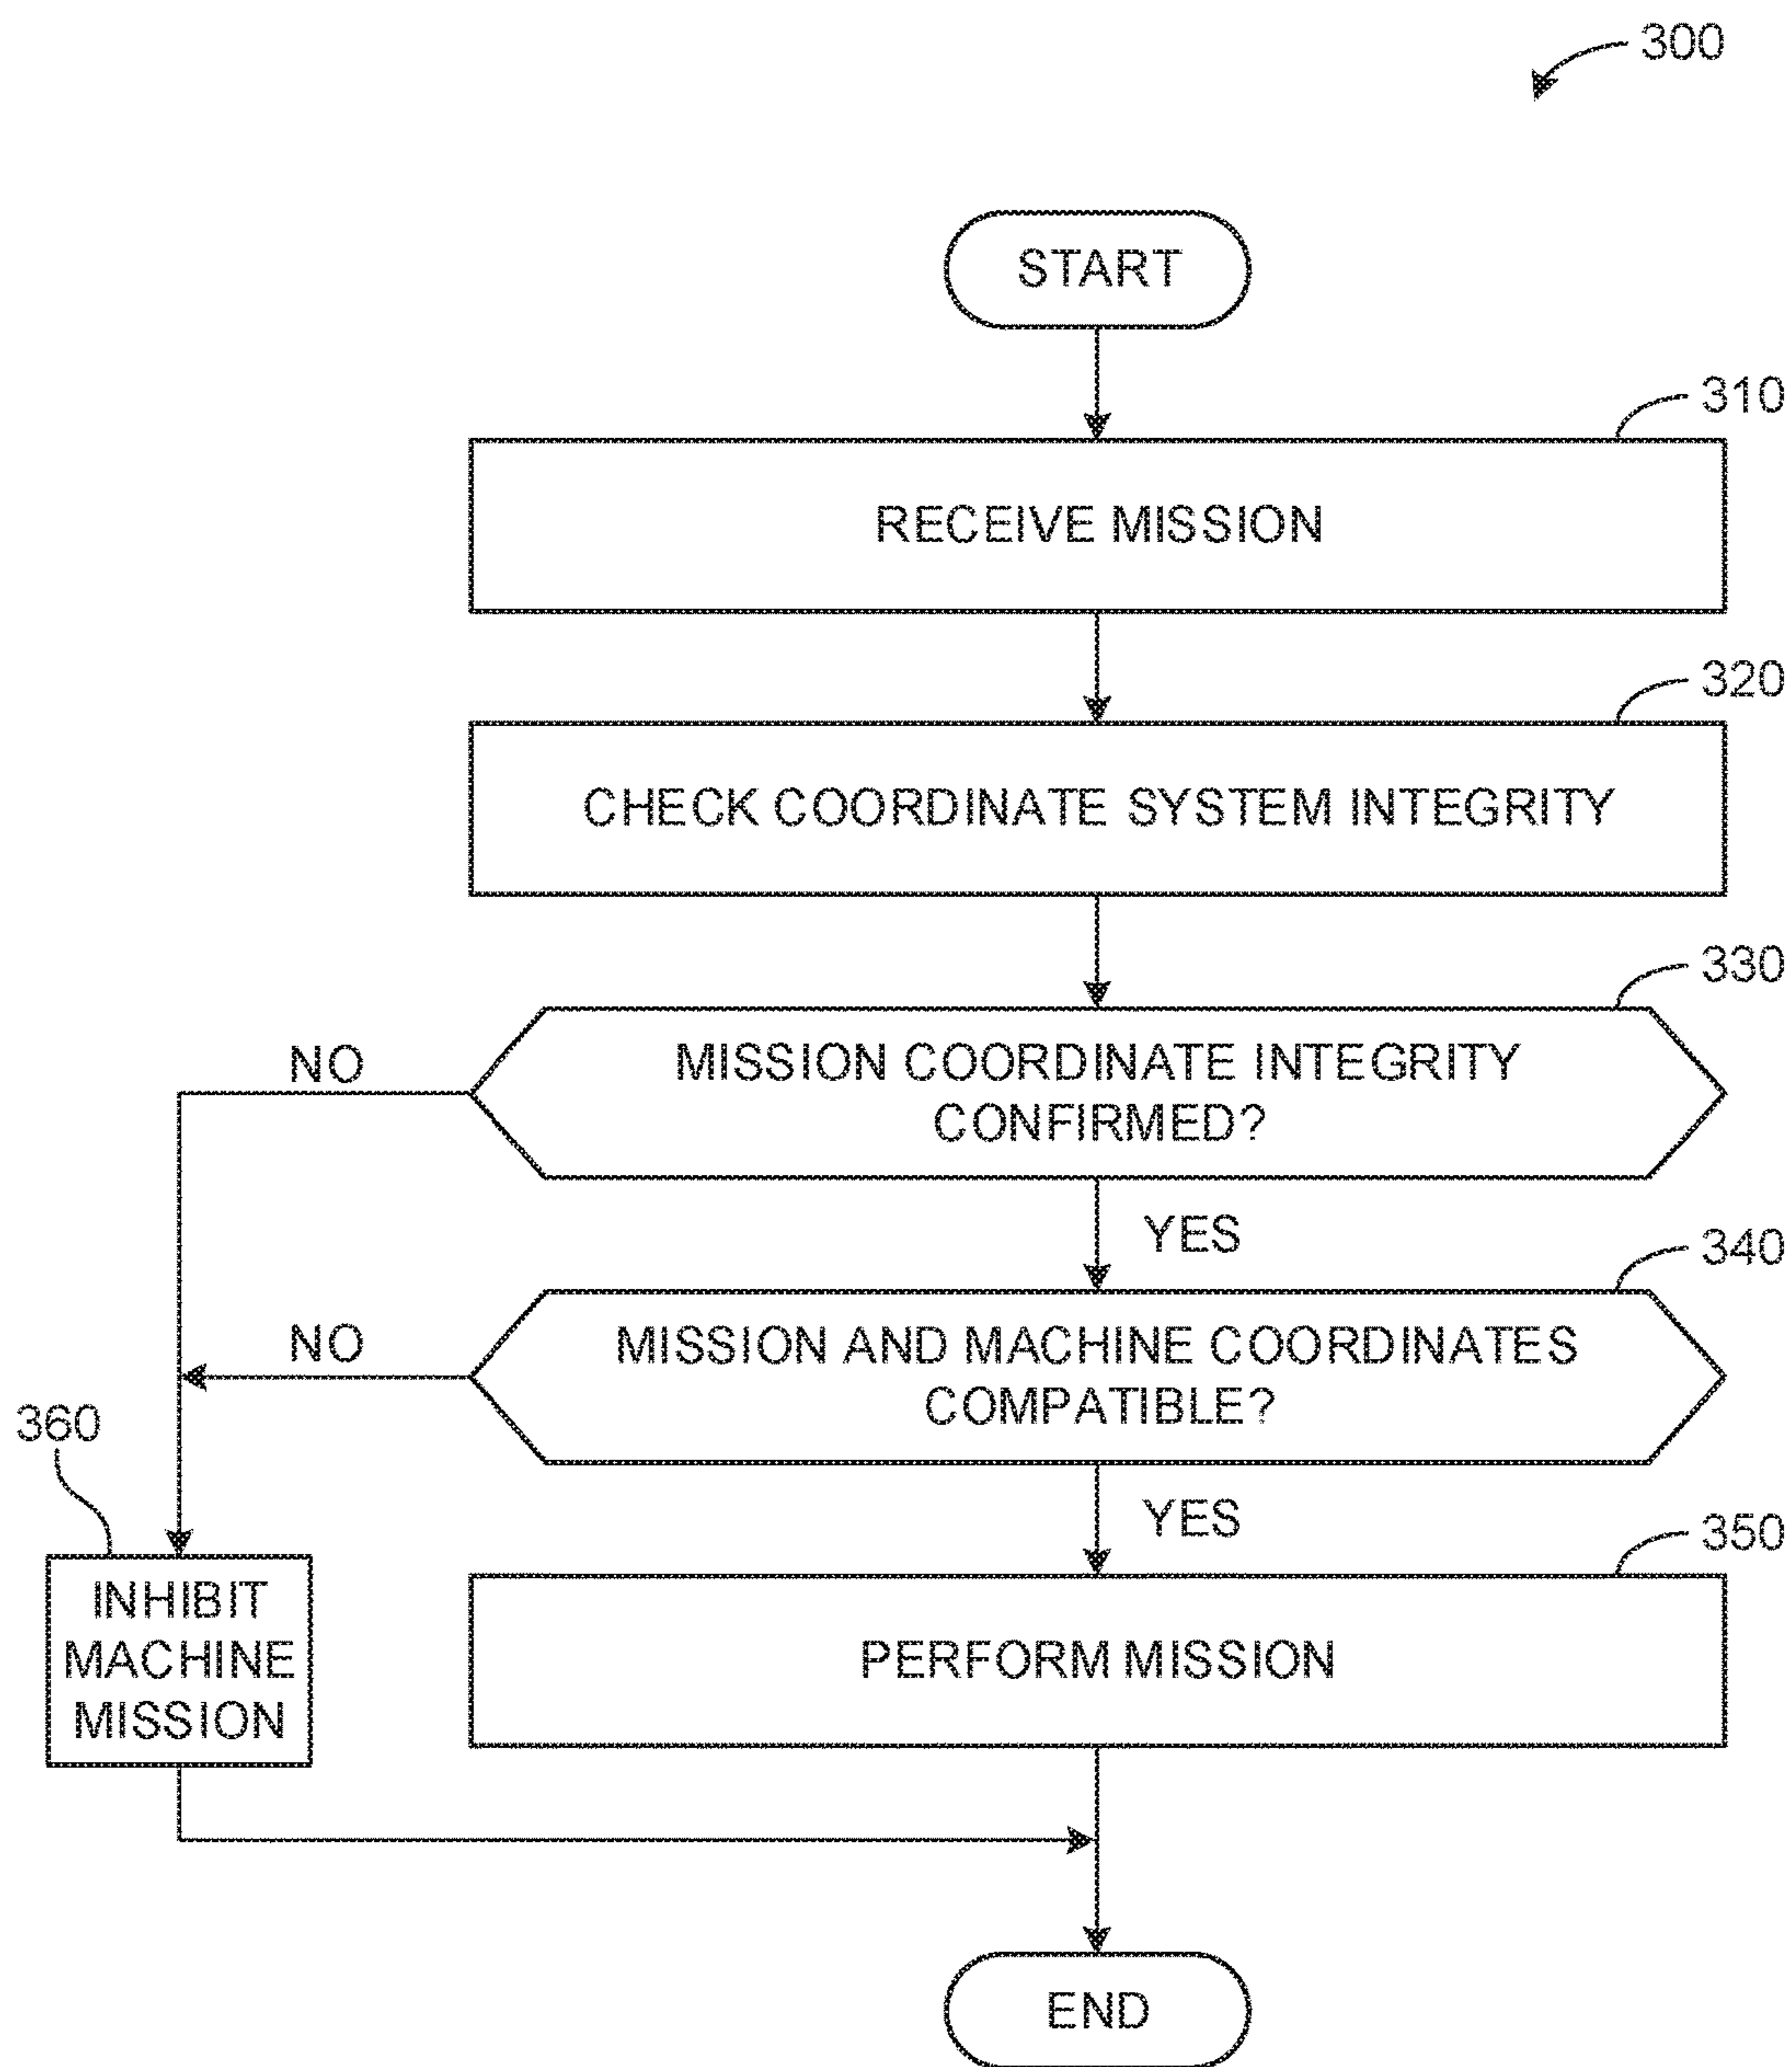 300
START
310
RECEIVE MISSION
320
CHECK COORDINATE SYSTEM INTEGRITY
330
MISSION COORDINATE INTEGRITY
CONFIRMED?
NO
YES
340
MISSION AND MACHINE COORDINATES
COMPATIBLE?
NO
YES
360
INHIBIT
MACHINE
MISSION
350
PERFORM MISSION
END